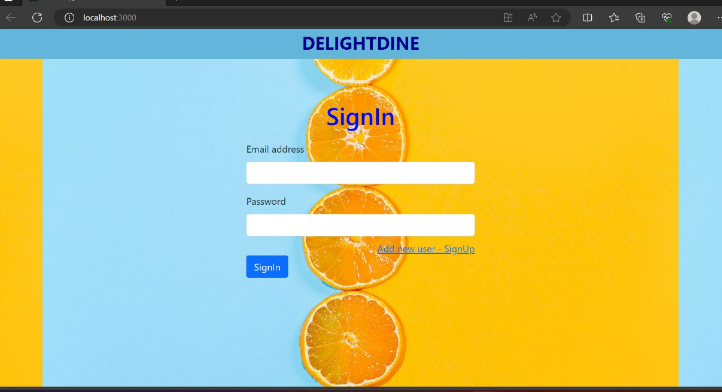 localhost:3000
DELIGHTDINE
SignIn
Email address
Password
Add new user - SignUp
SignIn